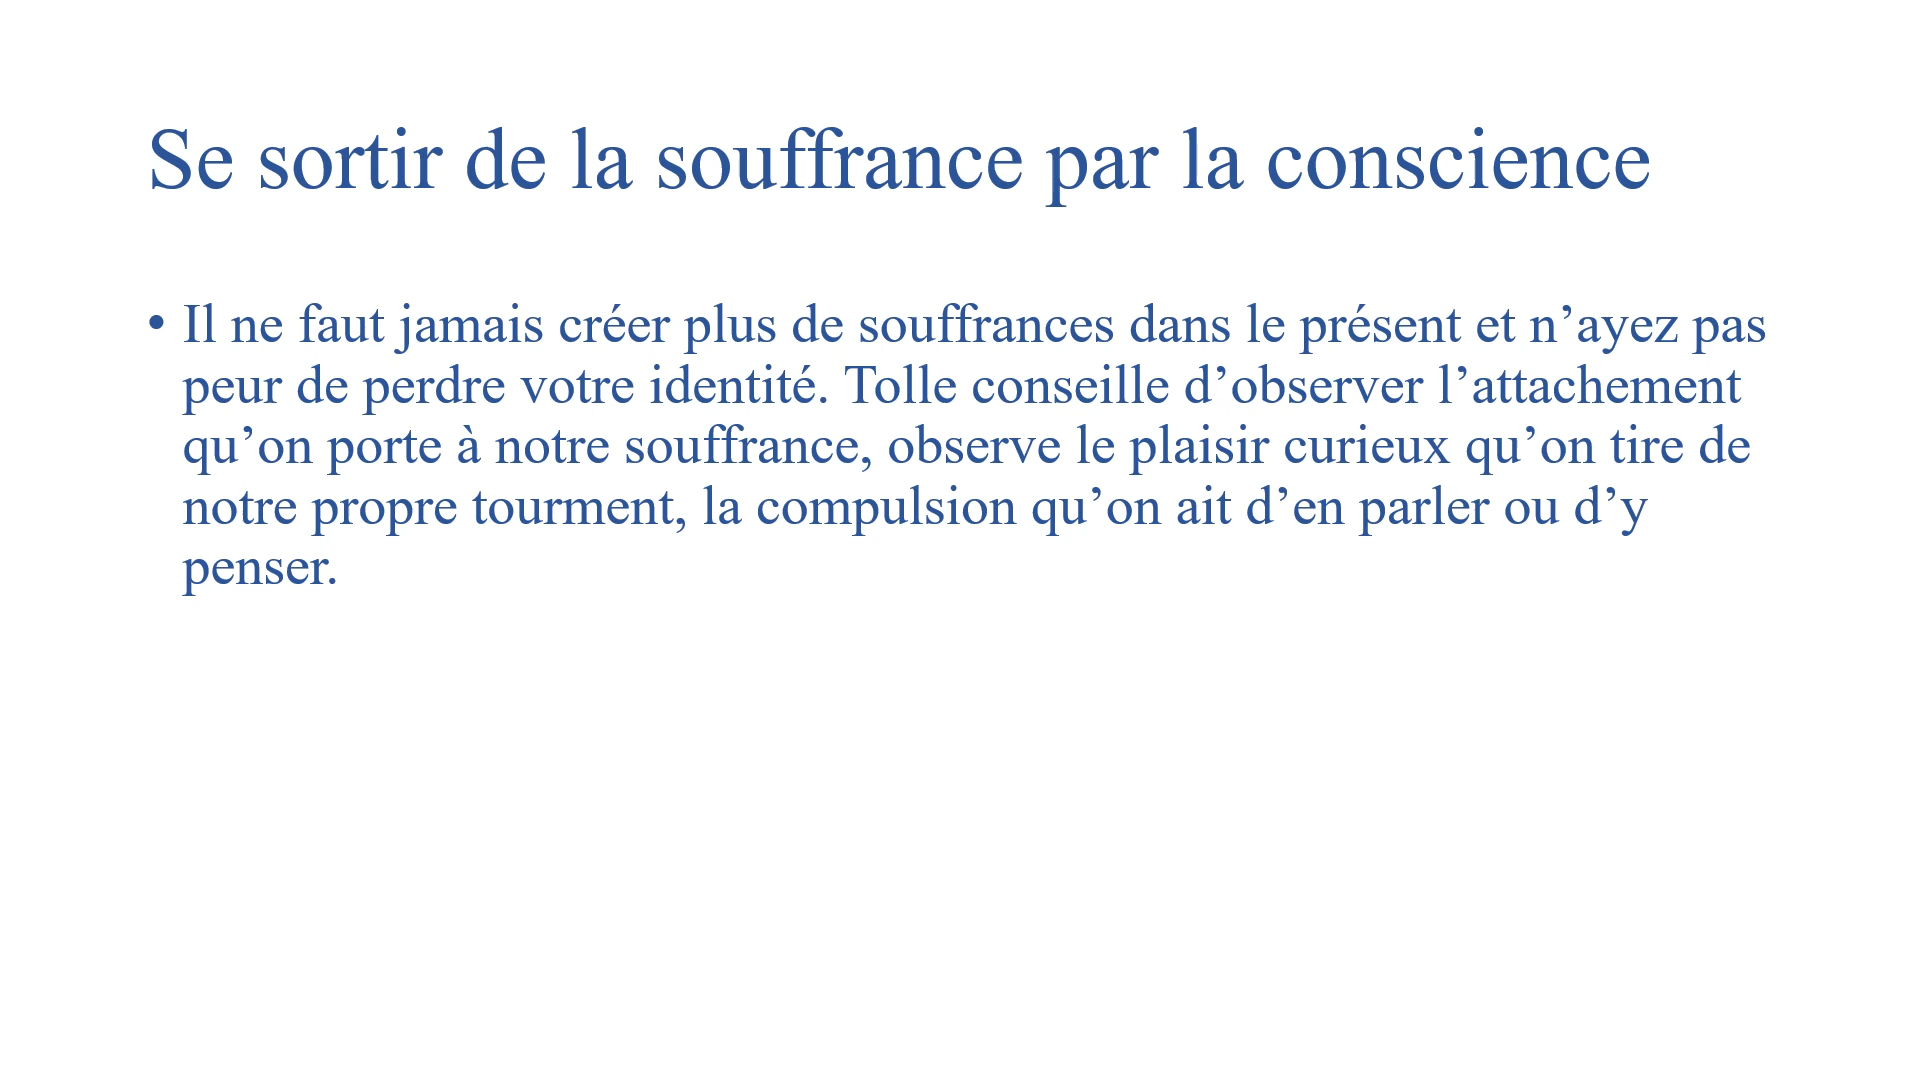 Se sortir de la souffrance par la conscience
• Il ne faut jamais créer plus de souffrances dans le présent et n’ayez pas
peur de perdre votre identité. Tolle conseille d’observer l’attachement
qu’on porte à notre souffrance, observe le plaisir curieux qu’on tire de
notre propre tourment, la compulsion qu’on ait d’en parler ou d’y
penser.